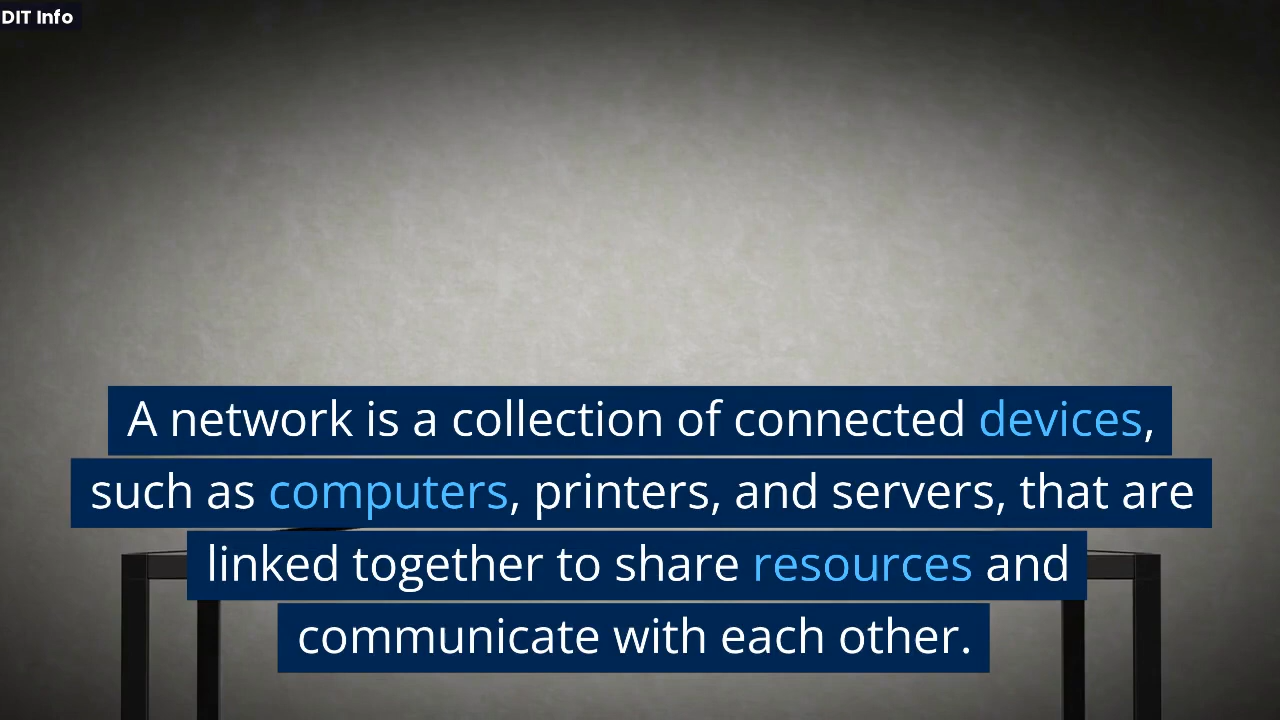 DIT Info
A network is a collection of connected devices,
such as computers, printers, and servers, that are
linked together to share resources and
communicate with each other.